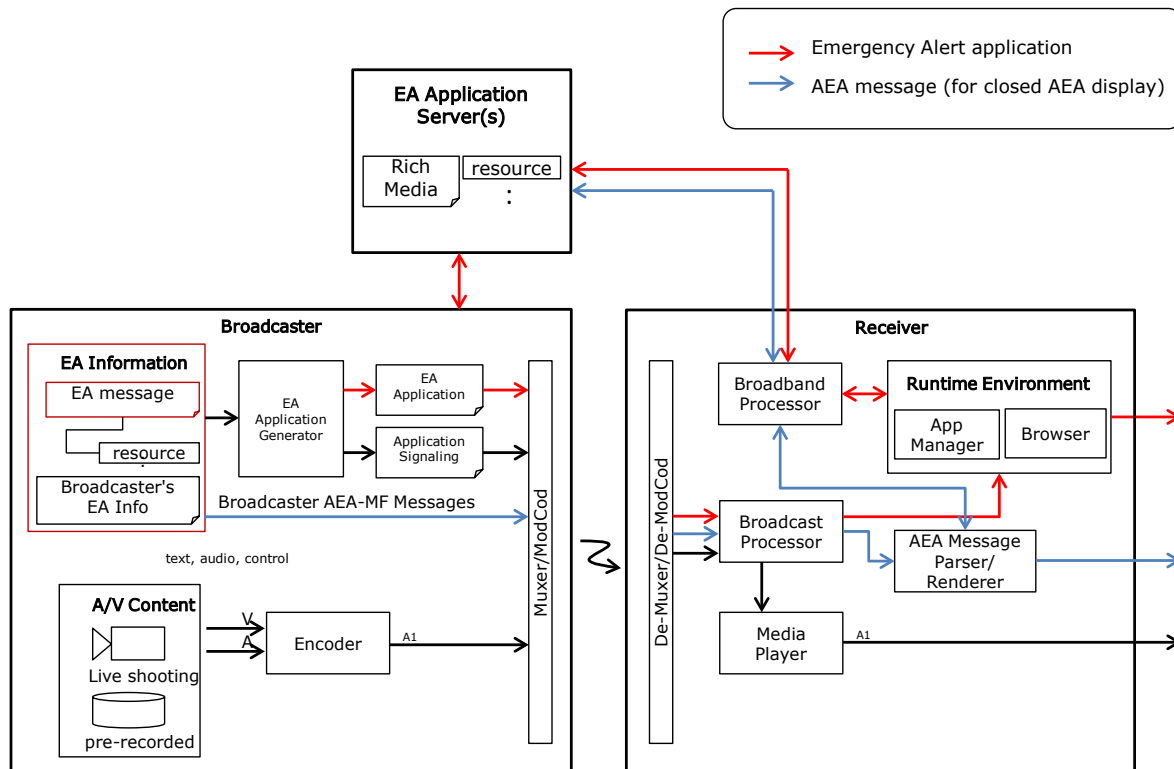 Emergency Alert application
AEA message (for closed AEA display)
EA Application
Server(s)
Rich
Media
resource
:
Broadcaster
EA Information
EA message
resource
:
Broadcaster's
EA Info
EA
Application
Generator
EA
Application
Application
Signaling
Broadcaster AEA-MF Messages
text, audio, control
A/V Content
Live shooting
pre-recorded
V
A
Encoder
A1
Muxer/ModCod
Receiver
De-Muxer/De-ModCod
Broadband
Processor
Runtime Environment
App
Manager
Browser
Broadcast
Processor
AEA Message
Parser/
Renderer
Media
Player
A1